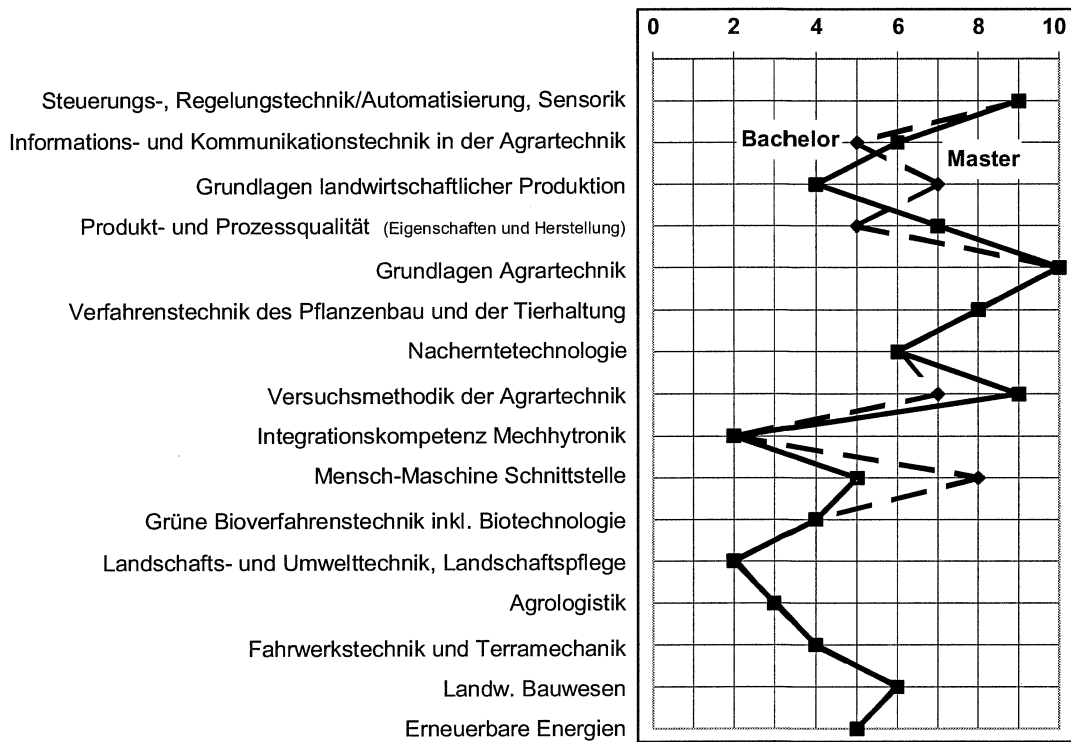 0 2 4 6 8 10
Steuerungs-, Regelungstechnik/Automatisierung, Sensorik
Informations- und Kommunikationstechnik in der Agrartechnik
Bachelor
Master
Grundlagen landwirtschaftlicher Produktion
Produkt- und Prozessqualität (Eigenschaften und Herstellung)
Grundlagen Agrartechnik
Verfahrenstechnik des Pflanzenbau und der Tierhaltung
Nacherntetechnologie
Versuchsmethodik der Agrartechnik
Integrationskompetenz Mechhytronik
Mensch-Maschine Schnittstelle
Grüne Bioverfahrenstechnik inkl. Biotechnologie
Landschafts- und Umwelttechnik, Landschaftspflege
Agrologistik
Fahrwerkstechnik und Terramechanik
Landw. Bauwesen
Erneuerbare Energien